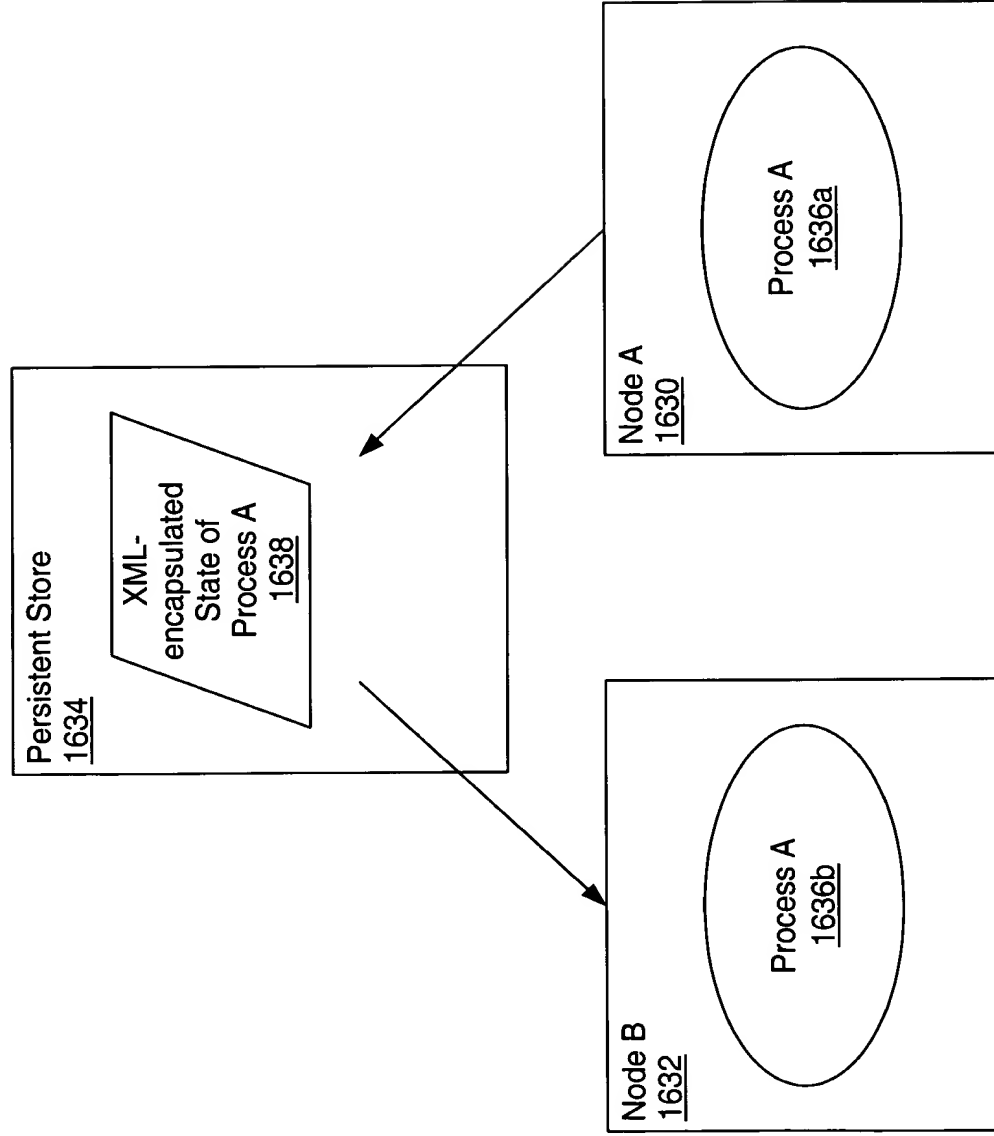 Persistent Store
1634
XML-
encapsulated
State of
Process A
1638
Node B
1632
Process A
1636b
Node A
1630
Process A
1636a